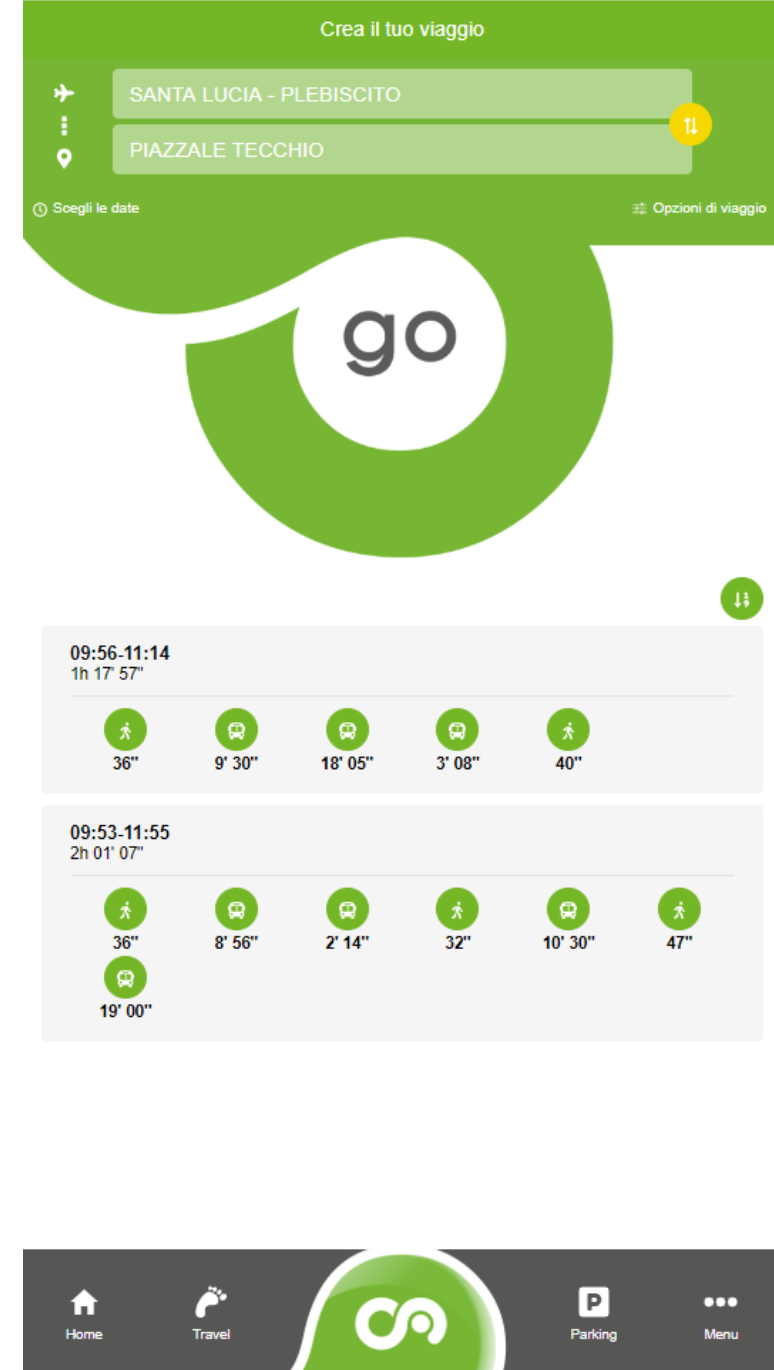 Crea il tuo viaggio
SANTA LUCIA - PLEBISCITO
PIAZZALE TECCHIO
Scegli le date
Opzioni di viaggio
go
09:56-11:14
1h 17' 57"
36"
9' 30"
18' 05"
3' 08"
40"
09:53-11:55
2h 01' 07"
36"
8' 56"
2' 14"
32"
10' 30"
47"
19' 00"
Home
Travel
P
Parking
Menu